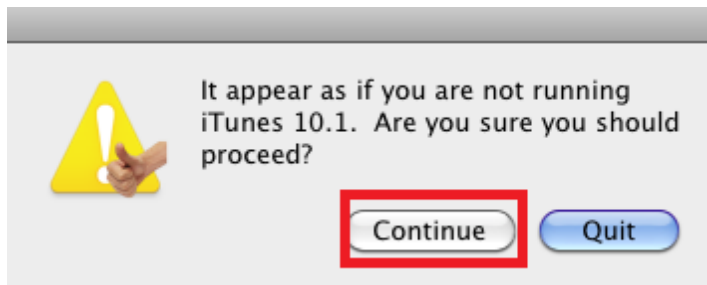 It appear as if you are not running
iTunes 10.1. Are you sure you should
proceed?
Continue Quit